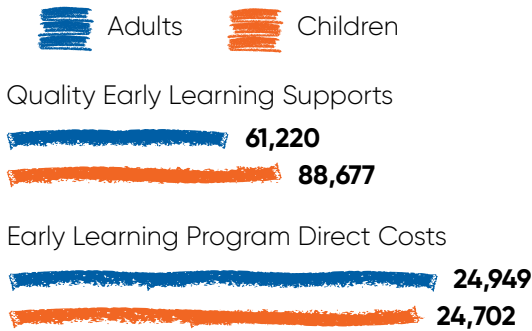 Adults Children
Quality Early Learning Supports
61,220
88,677
Early Learning Program Direct Costs
24,949
24,702